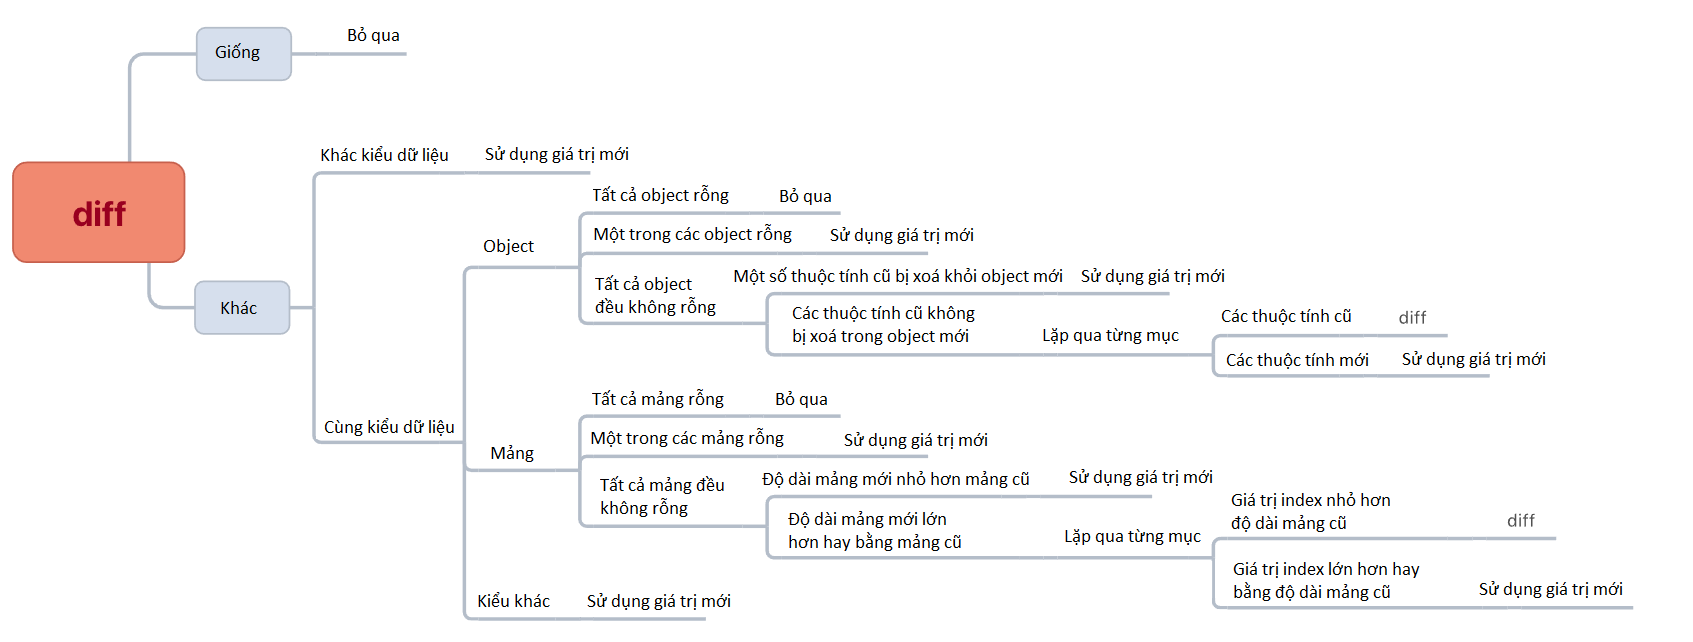 Giống
Bỏ qua
diff
Khác
Khác kiểu dữ liệu
Sử dụng giá trị mới
Cùng kiểu dữ liệu
Object
Tất cả object rỗng
Bỏ qua
Một trong các object rỗng
Sử dụng giá trị mới
Tất cả object
đều không rỗng
Một số thuộc tính cũ bị xoá khỏi object mới
Sử dụng giá trị mới
Các thuộc tính cũ không
bị xoá trong object mới
Lặp qua từng mục
Các thuộc tính cũ
diff
Các thuộc tính mới
Sử dụng giá trị mới
Mảng
Tất cả mảng rỗng
Bỏ qua
Một trong các mảng rỗng
Sử dụng giá trị mới
Tất cả mảng đều
không rỗng
Độ dài mảng mới nhỏ hơn mảng cũ
Sử dụng giá trị mới
Độ dài mảng mới lớn
hơn hay bằng mảng cũ
Lặp qua từng mục
Giá trị index nhỏ hơn
độ dài mảng cũ
diff
Giá trị index lớn hơn hay
bằng độ dài mảng cũ
Sử dụng giá trị mới
Kiểu khác
Sử dụng giá trị mới